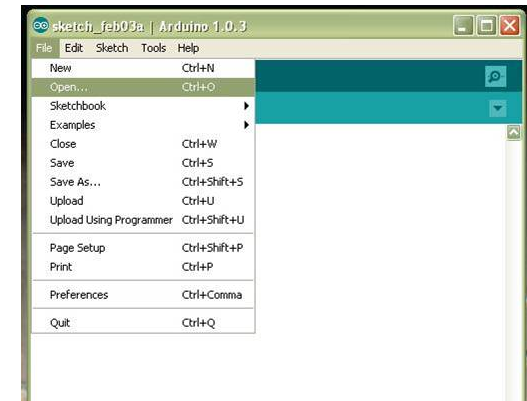 sketch_feb03a | Arduino 1.0.3
File Edit Sketch Tools Help
New Ctrl+N
Open... Ctrl+O
Sketchbook
Examples
Close Ctrl+W
Save Ctrl+S
Save As... Ctrl+Shift+S
Upload Ctrl+U
Upload Using Programmer Ctrl+Shift+U
Page Setup Ctrl+Shift+P
Print Ctrl+P
Preferences Ctrl+Comma
Quit Ctrl+Q